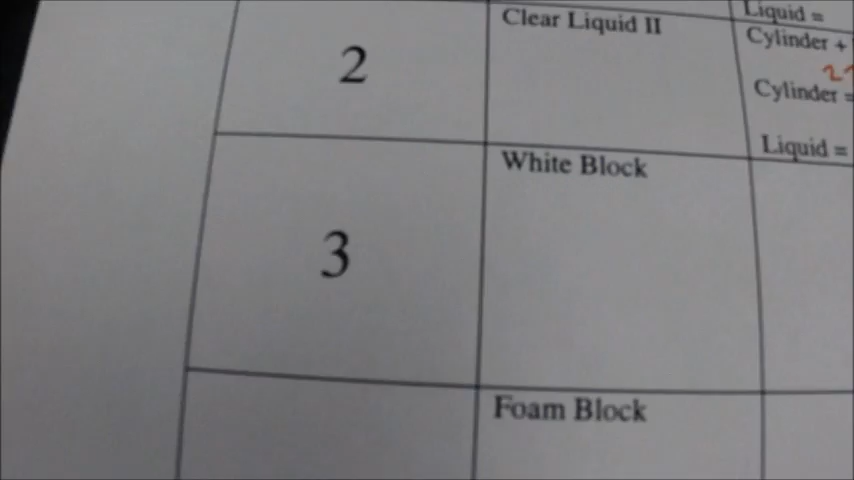 Liquid =
2
Clear Liquid II
Cylinder +
Cylinder =
Liquid =
3
White Block
Foam Block